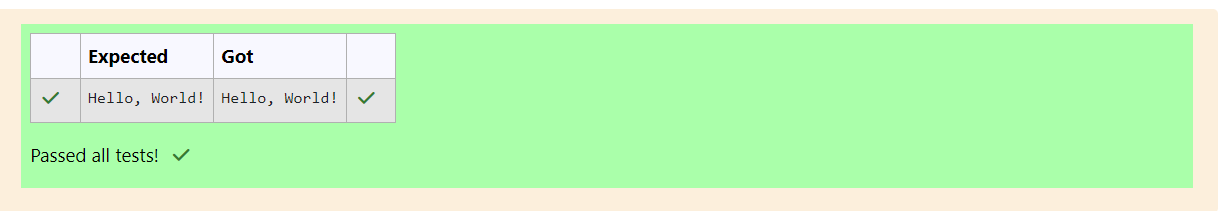 Expected Got
Hello, World! Hello, World!
Passed all tests!